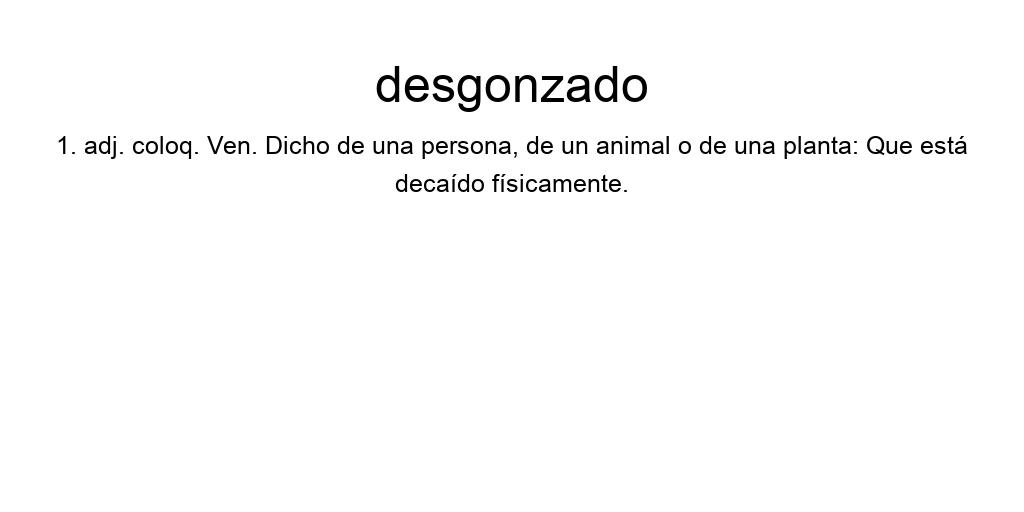 desgonzado
1. adj. coloq. Ven. Dicho de una persona, de un animal o de una planta: Que está
decaído físicamente.